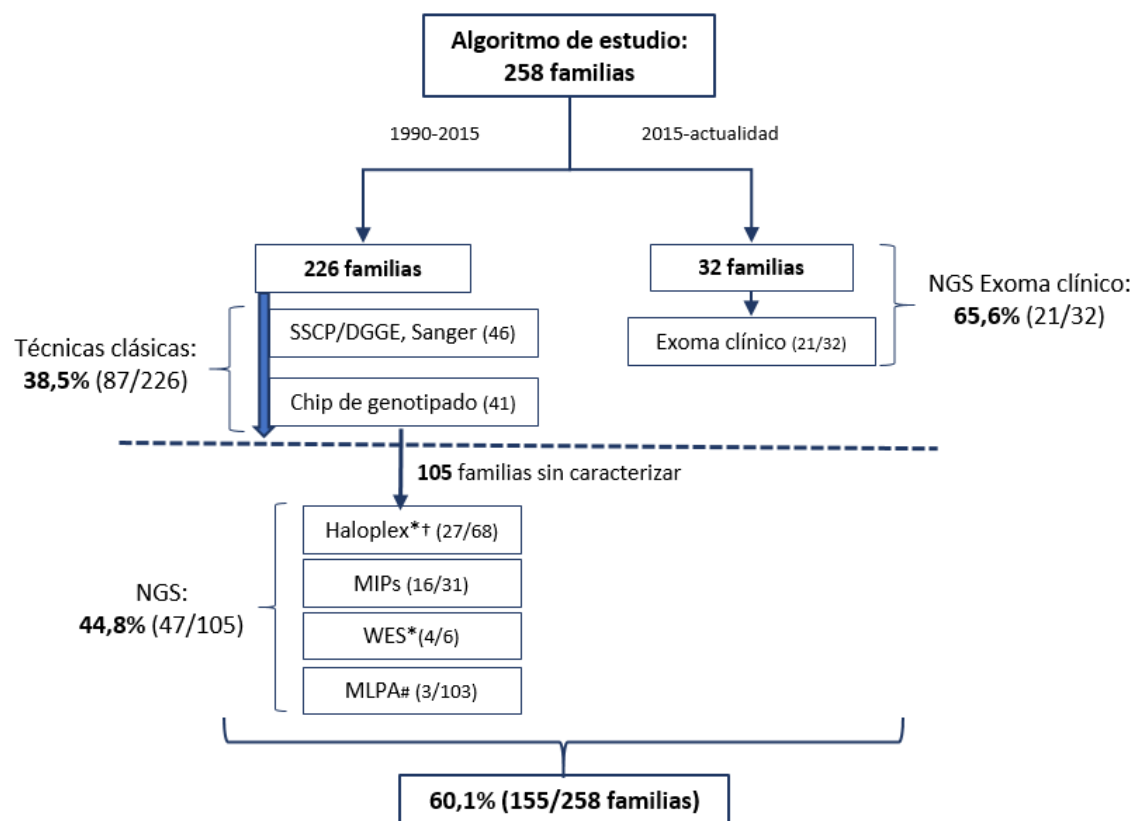 Algoritmo de estudio:
258 familias
1990-2015
2015-actualidad
226 familias
32 familias
SSCP/DGGE, Sanger (46)
Exoma clínico (21/32)
NGS Exoma clínico:
65,6% (21/32)
Técnicas clásicas:
38,5% (87/226)
Chip de genotipado (41)
105 familias sin caracterizar
Haloplex*† (27/68)
MIPs (16/31)
NGS:
44,8% (47/105)
WES*(4/6)
MLPA# (3/103)
60,1% (155/258 familias)